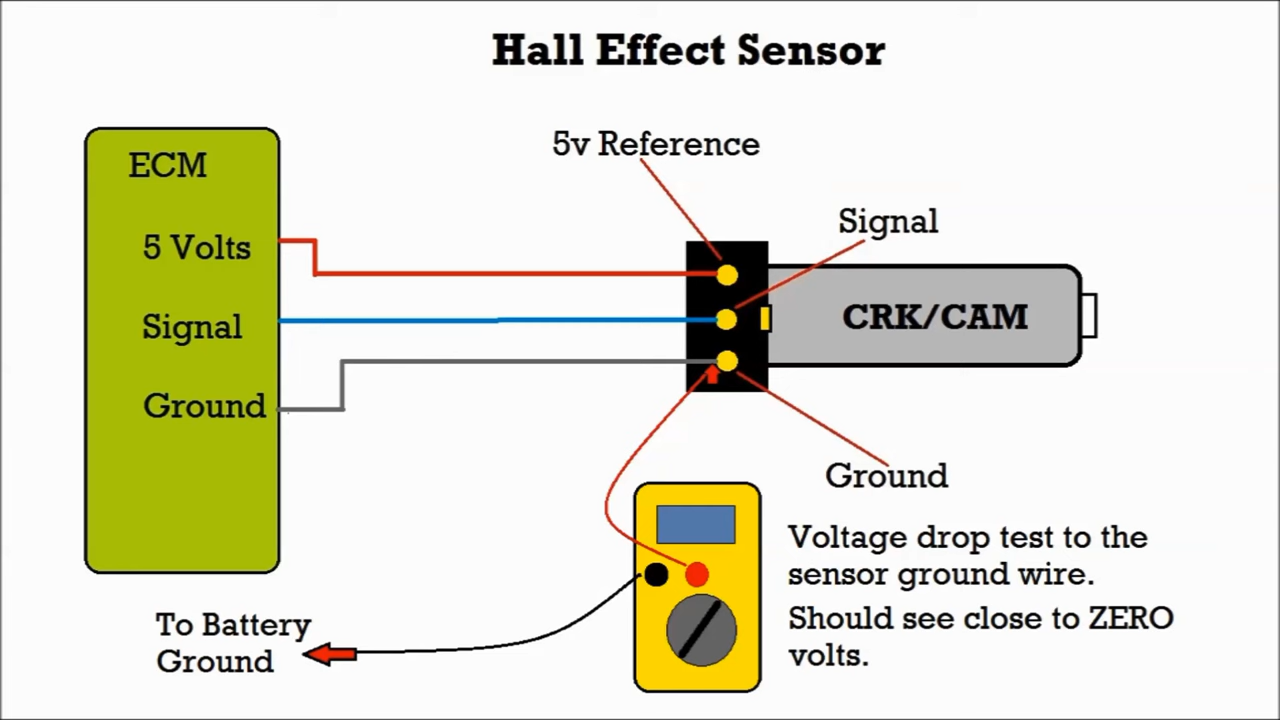 Hall Effect Sensor
5v Reference
ECM
Signal
5 Volts
CRK/CAM
Signal
Ground
Ground
Voltage drop test to the
sensor ground wire.
Should see close to ZERO
volts.
To Battery
Ground